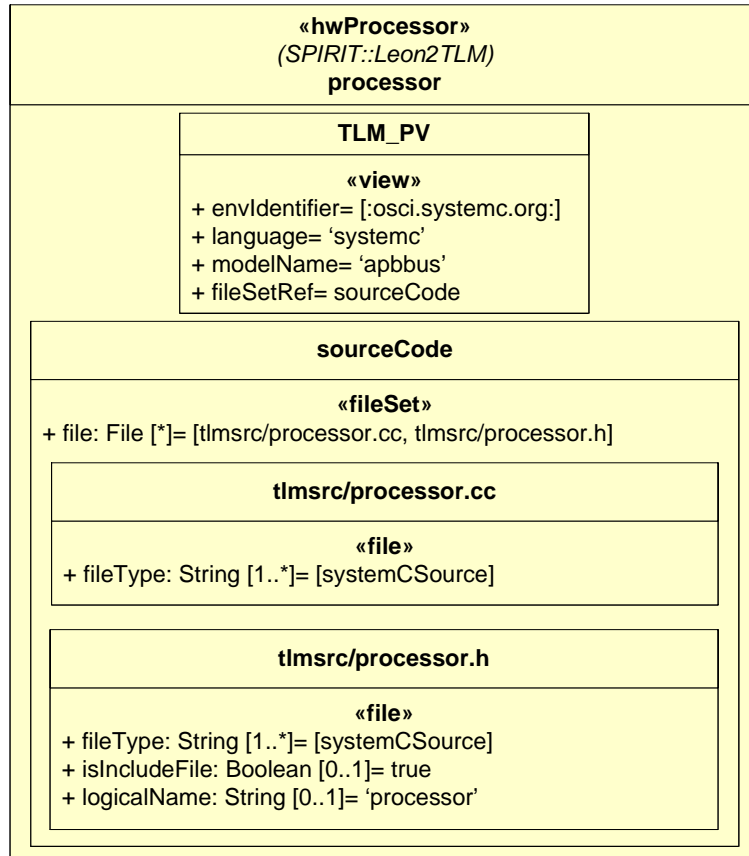 «hwProcessor»
(SPIRIT::Leon2TLM)
processor
TLM_PV
«view»
+ envIdentifier= [:osci.systemc.org:]
+ language= ‘systemc’
+ modelName= ‘apbbus’
+ fileSetRef= sourceCode
sourceCode
«fileSet»
+ file: File [*]= [tlmsrc/processor.cc, tlmsrc/processor.h]
tlmsrc/processor.cc
«file»
+ fileType: String [1..*]= [systemCSource]
tlmsrc/processor.h
«file»
+ fileType: String [1..*]= [systemCSource]
+ isIncludeFile: Boolean [0..1]= true
+ logicalName: String [0..1]= ‘processor’